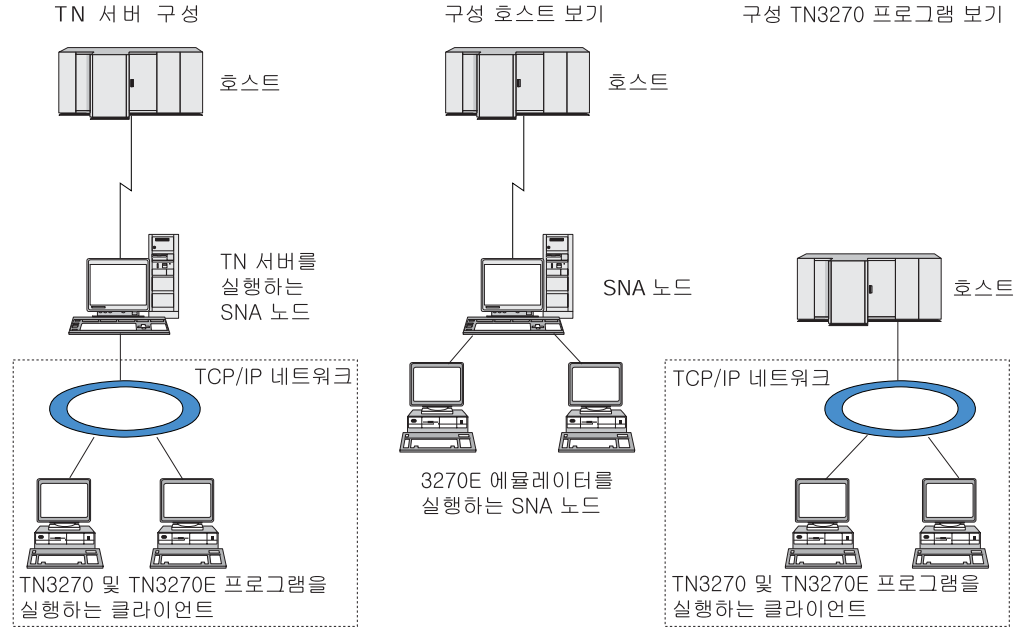 TN 서버 구성
구성 호스트 보기
구성 TN3270 프로그램 보기
호스트
호스트
TN 서버를
실행하는
SNA 노드
SNA 노드
호스트
TCP/IP 네트워크
TCP/IP 네트워크
3270E 에뮬레이터를
실행하는 SNA 노드
TN3270 및 TN3270E 프로그램을
실행하는 클라이언트
TN3270 및 TN3270E 프로그램을
실행하는 클라이언트